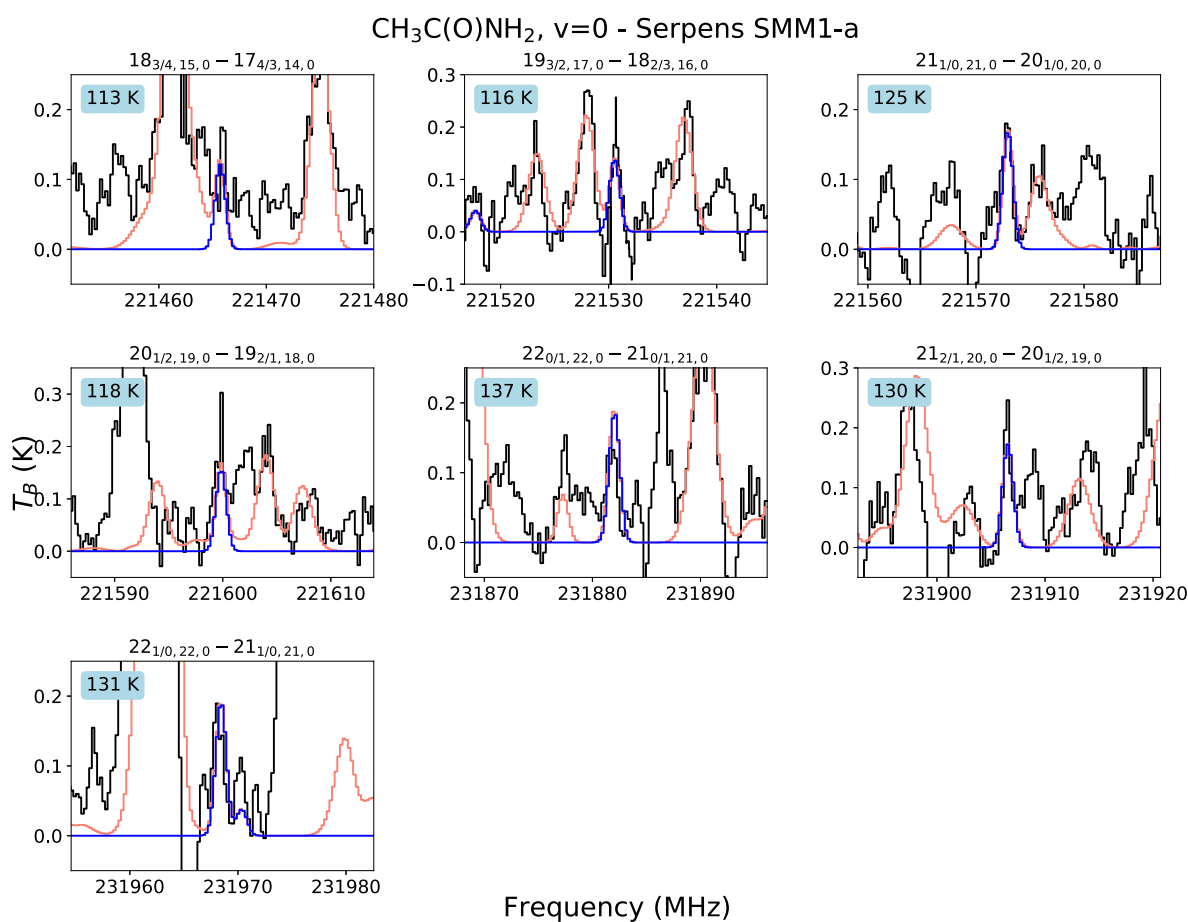 CH₃C(O)NH₂, v=0 - Serpens SMM1-a
18₃/₄, ₁₅, ₀ − 17₄/₃, ₁₄, ₀
19₃/₂, ₁₇, ₀ − 18₂/₃, ₁₆, ₀
21₁/₀, ₂₁, ₀ − 20₁/₀, ₂₀, ₀
113 K
116 K
125 K
0.2
0.1
0.0
0.3
0.2
0.1
0.0
−0.1
0.2
0.1
0.0
221460 221470 221480
221520 221530 221540
221560 221570 221580
20₁/₂, ₁₉, ₀ − 19₂/₁, ₁₈, ₀
22₀/₁, ₂₂, ₀ − 21₀/₁, ₂₁, ₀
21₂/₁, ₂₀, ₀ − 20₁/₂, ₁₉, ₀
118 K
137 K
130 K
0.3
0.2
0.1
0.0
0.2
0.1
0.0
0.3
0.2
0.1
0.0
T_B (K)
221590 221600 221610
231870 231880 231890
231900 231910 231920
22₁/₀, ₂₂, ₀ − 21₁/₀, ₂₁, ₀
131 K
0.2
0.1
0.0
231960 231970 231980
Frequency (MHz)